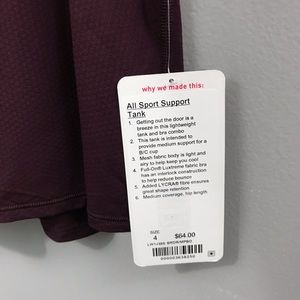 why we made this:
All Sport Support
Tank
1. Getting out the door is a
breeze in this lightweight
tank and bra combo
2. This tank is intended to
provide medium support for a
B/C cup
3. Mesh fabric body is light and
airy to help keep you cool
4. Full-On® Luxtreme fabric bra
has an interlock construction
to help reduce bounce
5. Added LYCRA® fibre ensures
great shape retention
6. Medium coverage, hip length
SIZE
4 $64.00